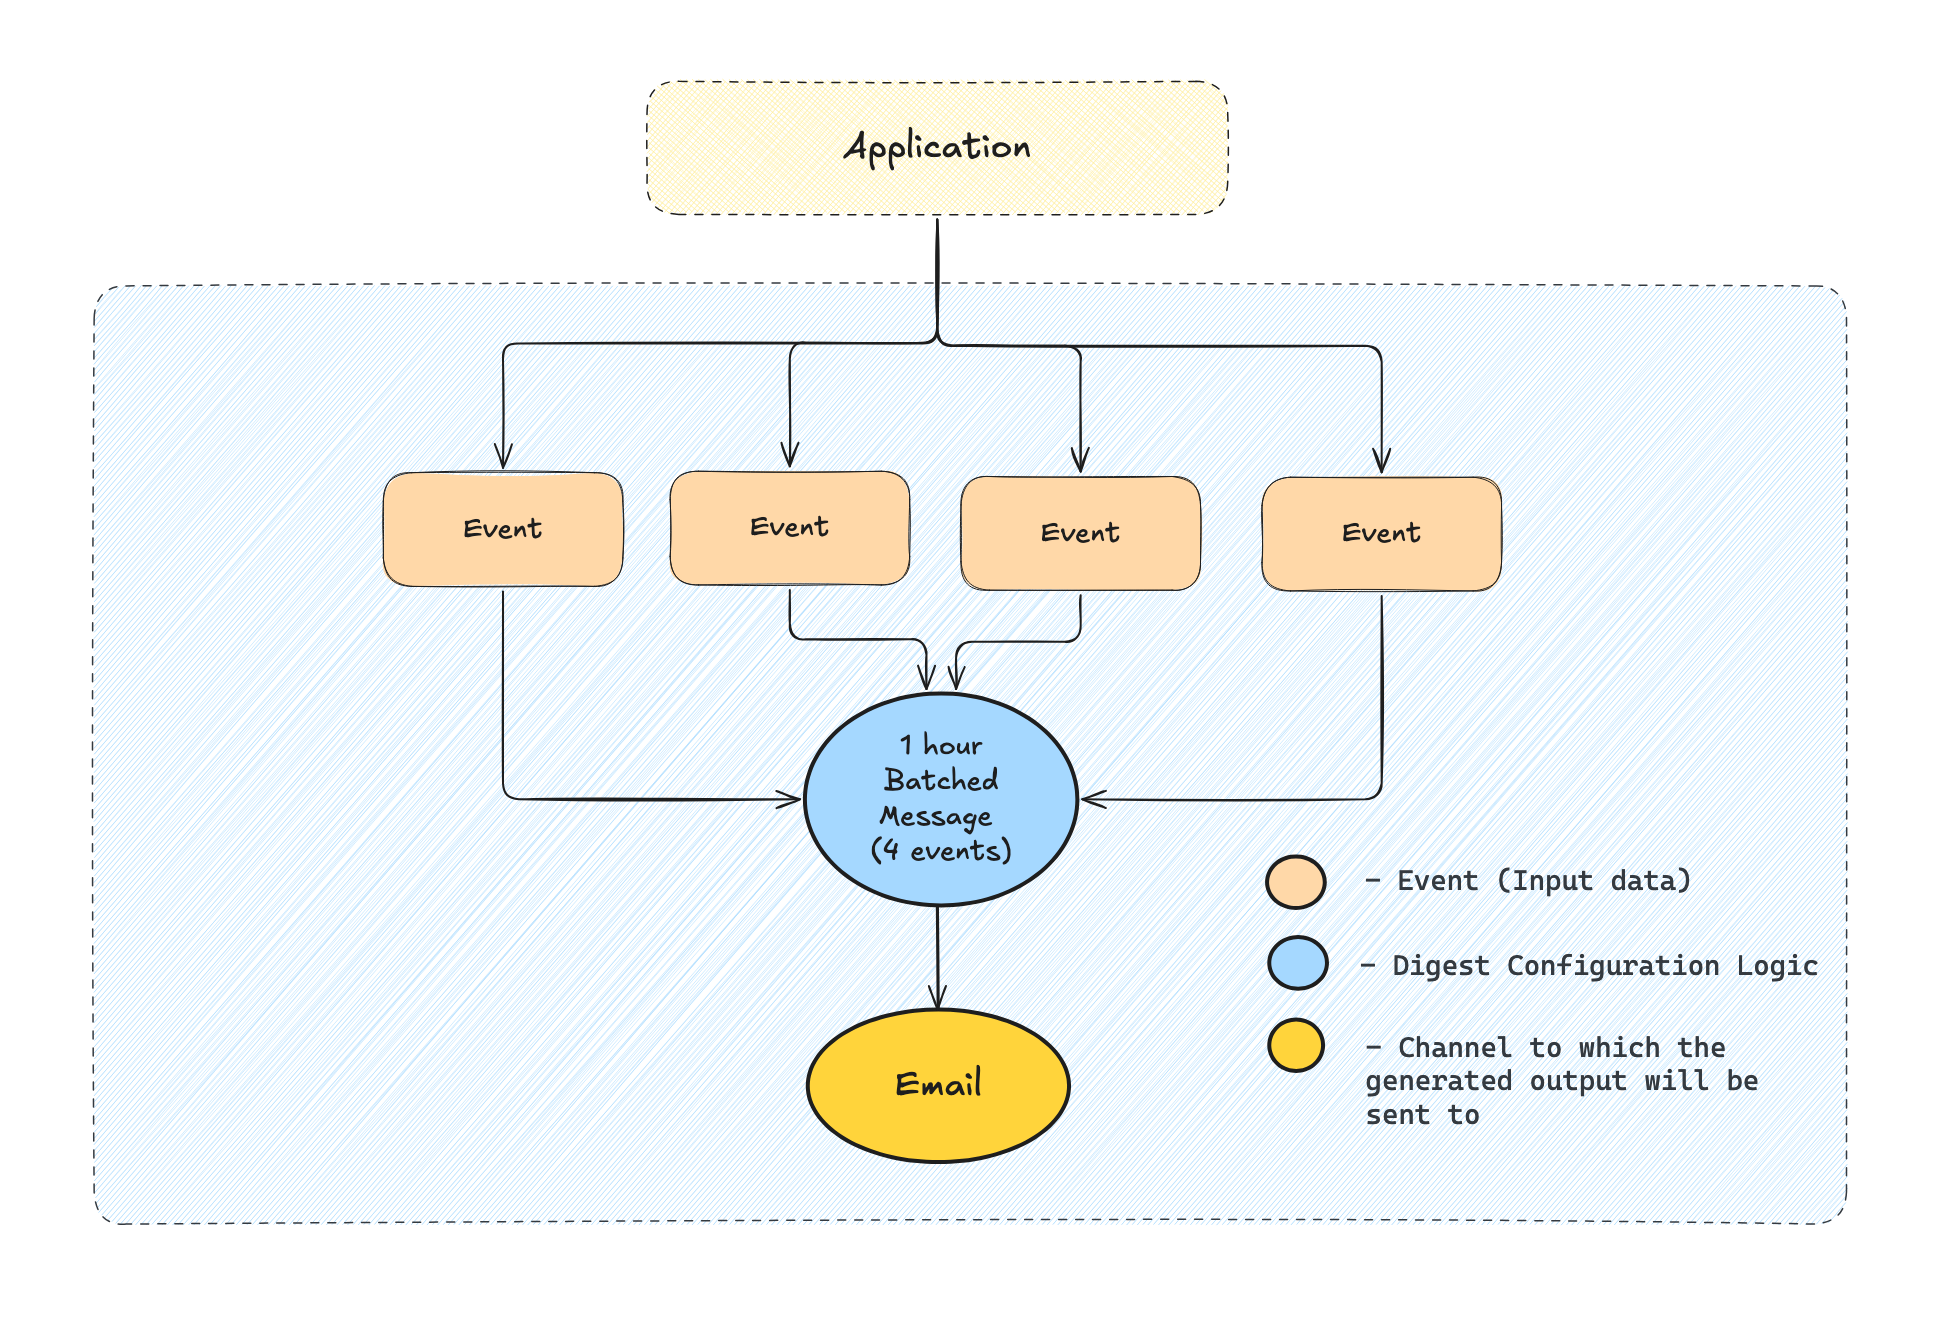 Application
Event
Event
Event
Event
1 hour
Batched
Message
(4 events)
- Event (Input data)
- Digest Configuration Logic
- Channel to which the
generated output will be
sent to
Email